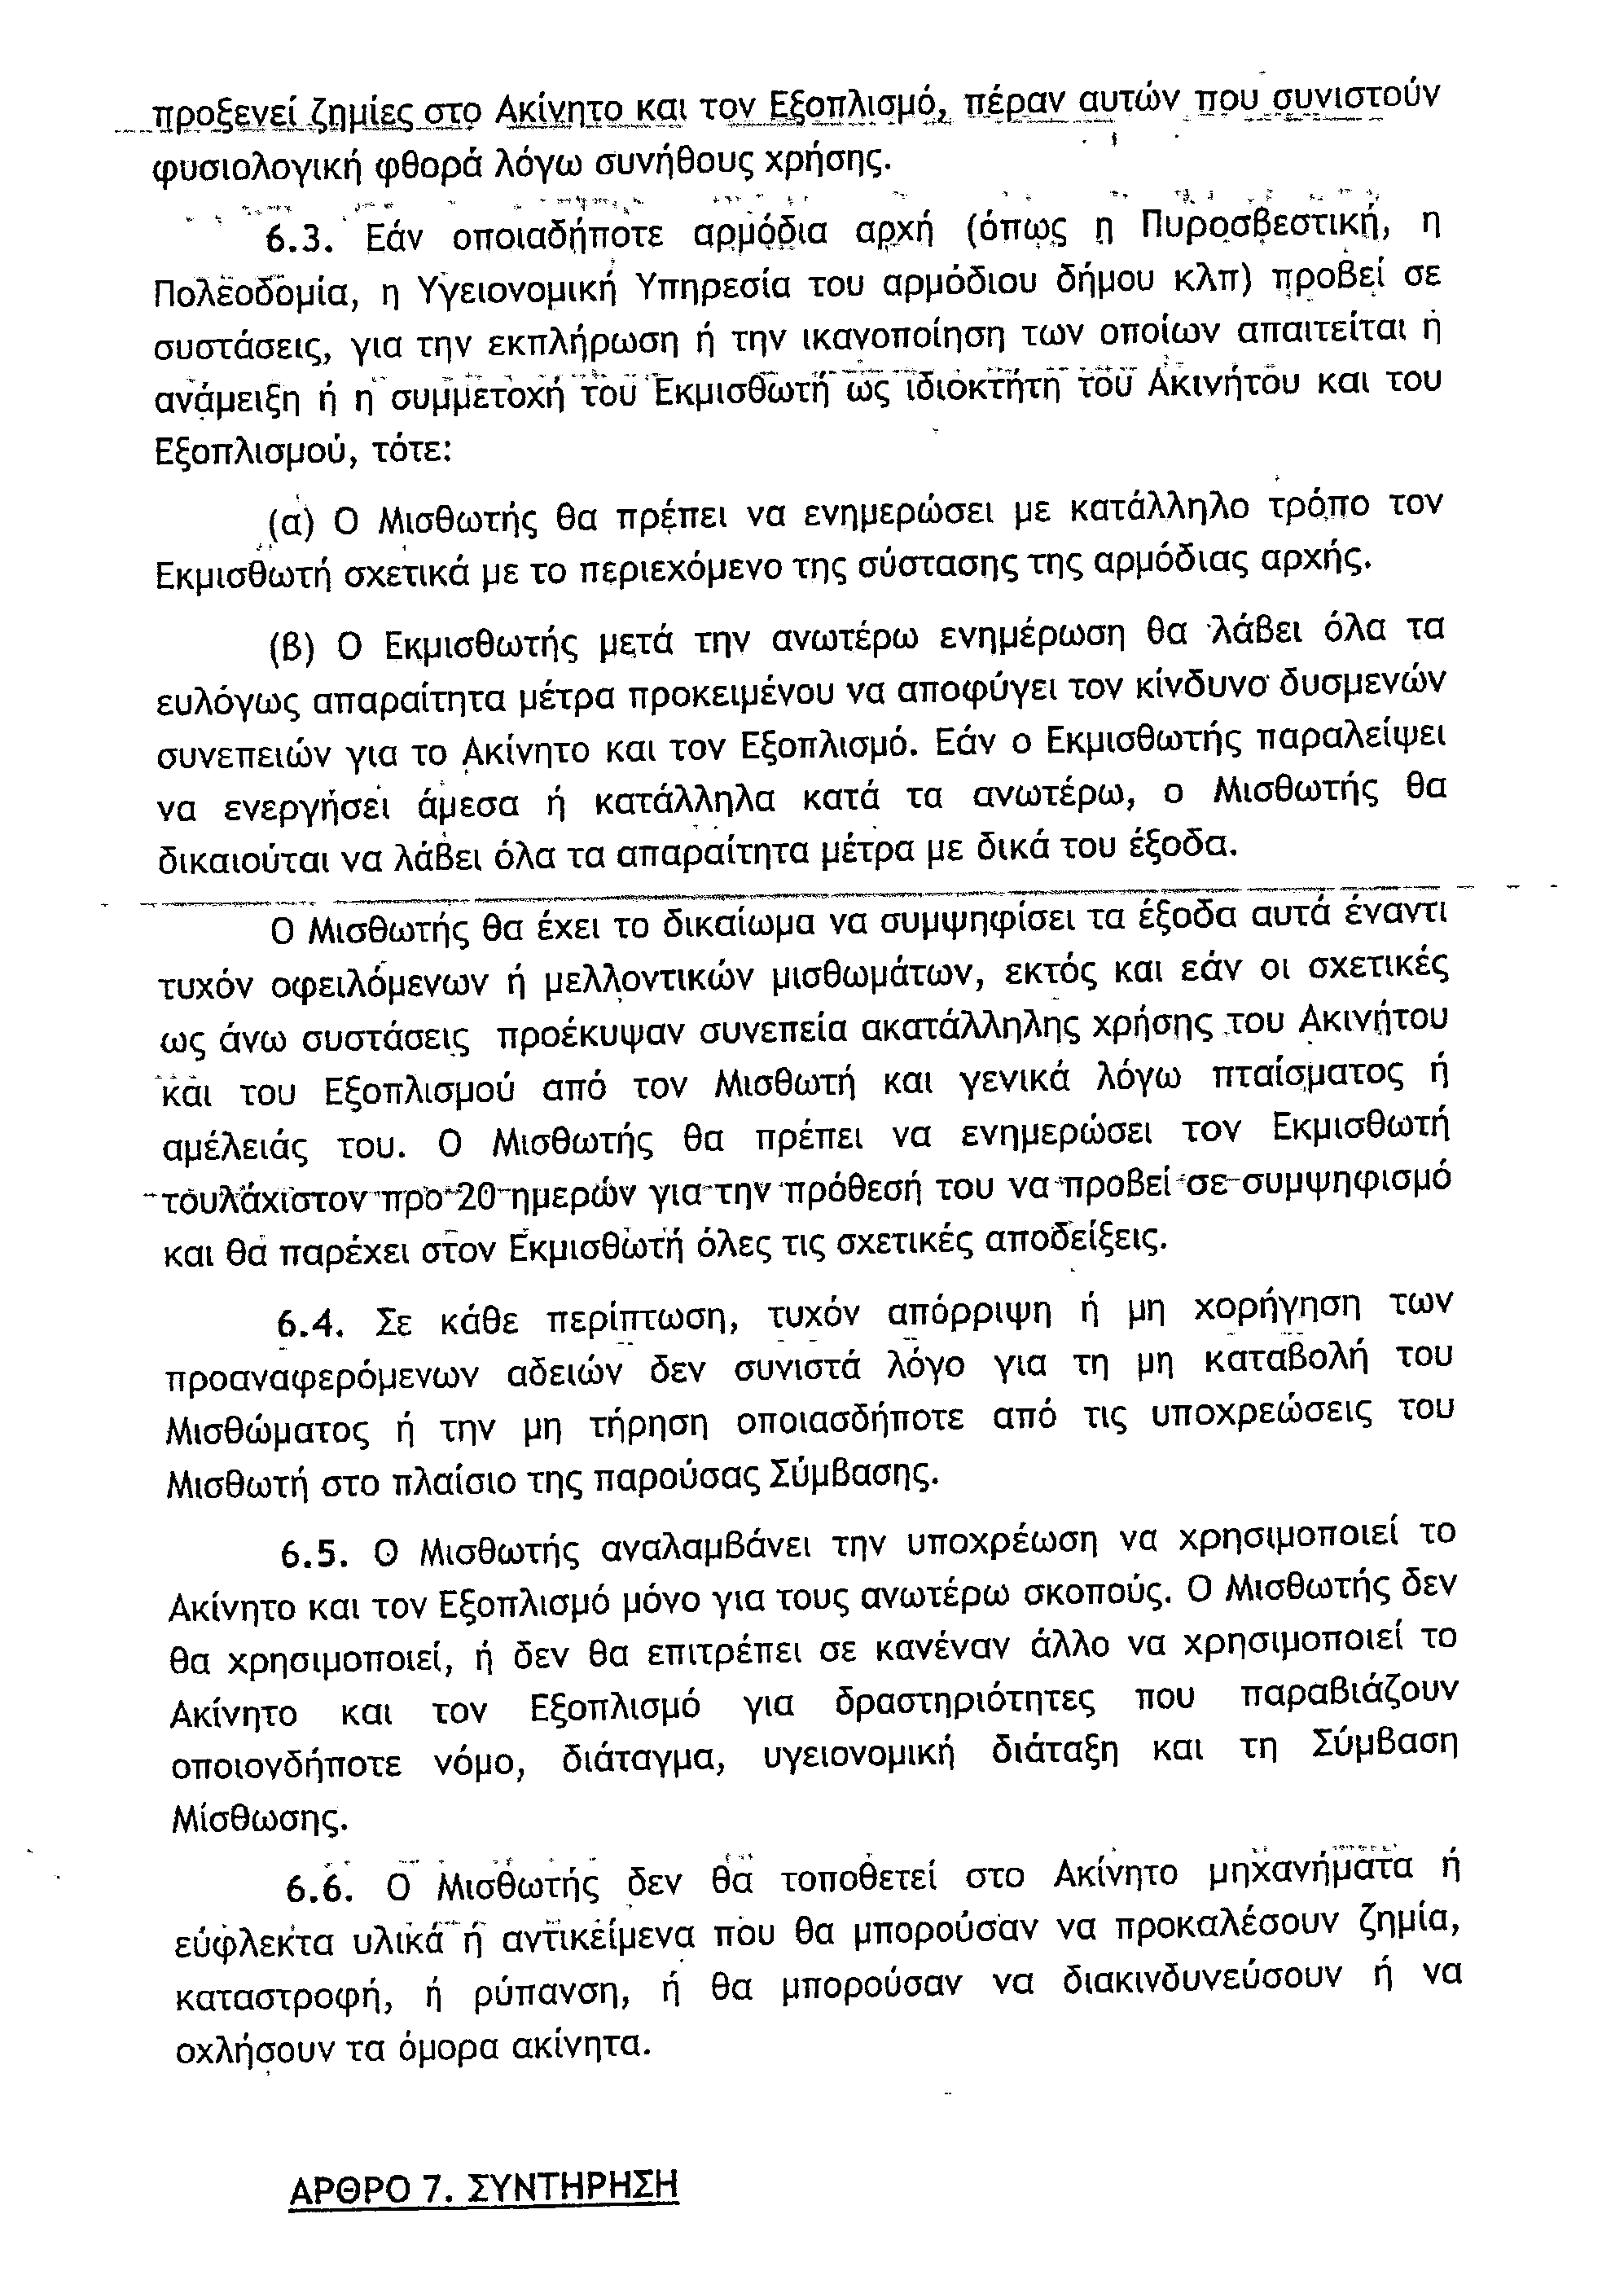 προξενεί ζημίες στο Ακίνητο και τον Εξοπλισμό, πέραν αυτών που συνιστούν
φυσιολογική φθορά λόγω συνήθους χρήσης.
6.3. Εάν οποιαδήποτε αρμόδια αρχή (όπως η Πυροσβεστική, η
Πολεοδομία, η Υγειονομική Υπηρεσία του αρμόδιου δήμου κλπ) προβεί σε
συστάσεις, για την εκπλήρωση ή την ικανοποίηση των οποίων απαιτείται ή
ανάμειξη ή η συμμετοχή του Εκμισθωτή ως ιδιοκτήτη του Ακινήτου και του
Εξοπλισμού, τότε:
(α) Ο Μισθωτής θα πρέπει να ενημερώσει με κατάλληλο τρόπο τον
Εκμισθωτή σχετικά με το περιεχόμενο της σύστασης της αρμόδιας αρχής.
(β) Ο Εκμισθωτής μετά την ανωτέρω ενημέρωση θα λάβει όλα τα
ευλόγως απαραίτητα μέτρα προκειμένου να αποφύγει τον κίνδυνο δυσμενών
συνεπειών για το Ακίνητο και τον Εξοπλισμό. Εάν ο Εκμισθωτής παραλείψει
να ενεργήσει άμεσα ή κατάλληλα κατά τα ανωτέρω, ο Μισθωτής θα
δικαιούται να λάβει όλα τα απαραίτητα μέτρα με δικά του έξοδα.
Ο Μισθωτής θα έχει το δικαίωμα να συμψηφίσει τα έξοδα αυτά έναντι
τυχόν οφειλόμενων ή μελλοντικών μισθωμάτων, εκτός και εάν οι σχετικές
ως άνω συστάσεις προέκυψαν συνεπεία ακατάλληλης χρήσης του Ακινήτου
και του Εξοπλισμού από τον Μισθωτή και γενικά λόγω πταίσματος ή
αμέλειάς του. Ο Μισθωτής θα πρέπει να ενημερώσει τον Εκμισθωτή
τουλάχιστον προ 20 ημερών για την πρόθεσή του να προβεί σε συμψηφισμό
και θα παρέχει στον Εκμισθωτή όλες τις σχετικές αποδείξεις.
6.4. Σε κάθε περίπτωση, τυχόν απόρριψη ή μη χορήγηση των
προαναφερόμενων αδειών δεν συνιστά λόγο για τη μη καταβολή του
Μισθώματος ή την μη τήρηση οποιασδήποτε από τις υποχρεώσεις του
Μισθωτή στο πλαίσιο της παρούσας Σύμβασης.
6.5. Ο Μισθωτής αναλαμβάνει την υποχρέωση να χρησιμοποιεί το
Ακίνητο και τον Εξοπλισμό μόνο για τους ανωτέρω σκοπούς. Ο Μισθωτής δεν
θα χρησιμοποιεί, ή δεν θα επιτρέπει σε κανέναν άλλο να χρησιμοποιεί το
Ακίνητο και τον Εξοπλισμό για δραστηριότητες που παραβιάζουν
οποιονδήποτε νόμο, διάταγμα, υγειονομική διάταξη και τη Σύμβαση
Μίσθωσης.
6.6. Ο Μισθωτής δεν θα τοποθετεί στο Ακίνητο μηχανήματα ή
εύφλεκτα υλικά ή αντικείμενα που θα μπορούσαν να προκαλέσουν ζημία,
καταστροφή, ή ρύπανση, ή θα μπορούσαν να διακινδυνεύσουν ή να
οχλήσουν τα όμορα ακίνητα.
ΑΡΘΡΟ 7. ΣΥΝΤΗΡΗΣΗ